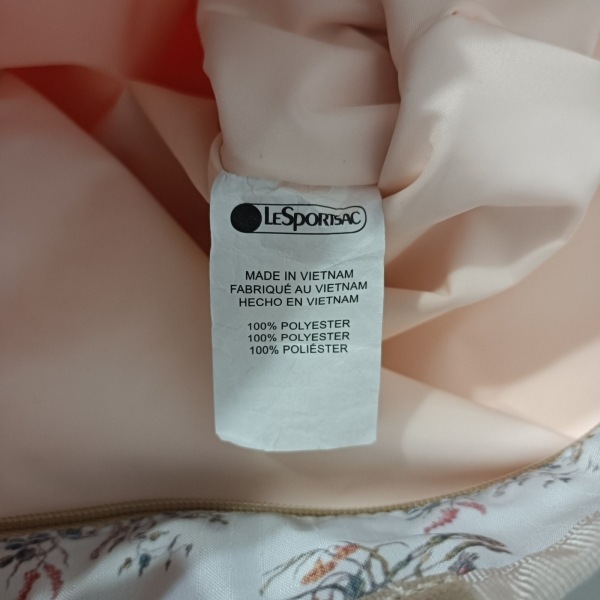 LeSportsac
MADE IN VIETNAM
FABRIQUÉ AU VIETNAM
HECHO EN VIETNAM
100% POLYESTER
100% POLYESTER
100% POLIÉSTER